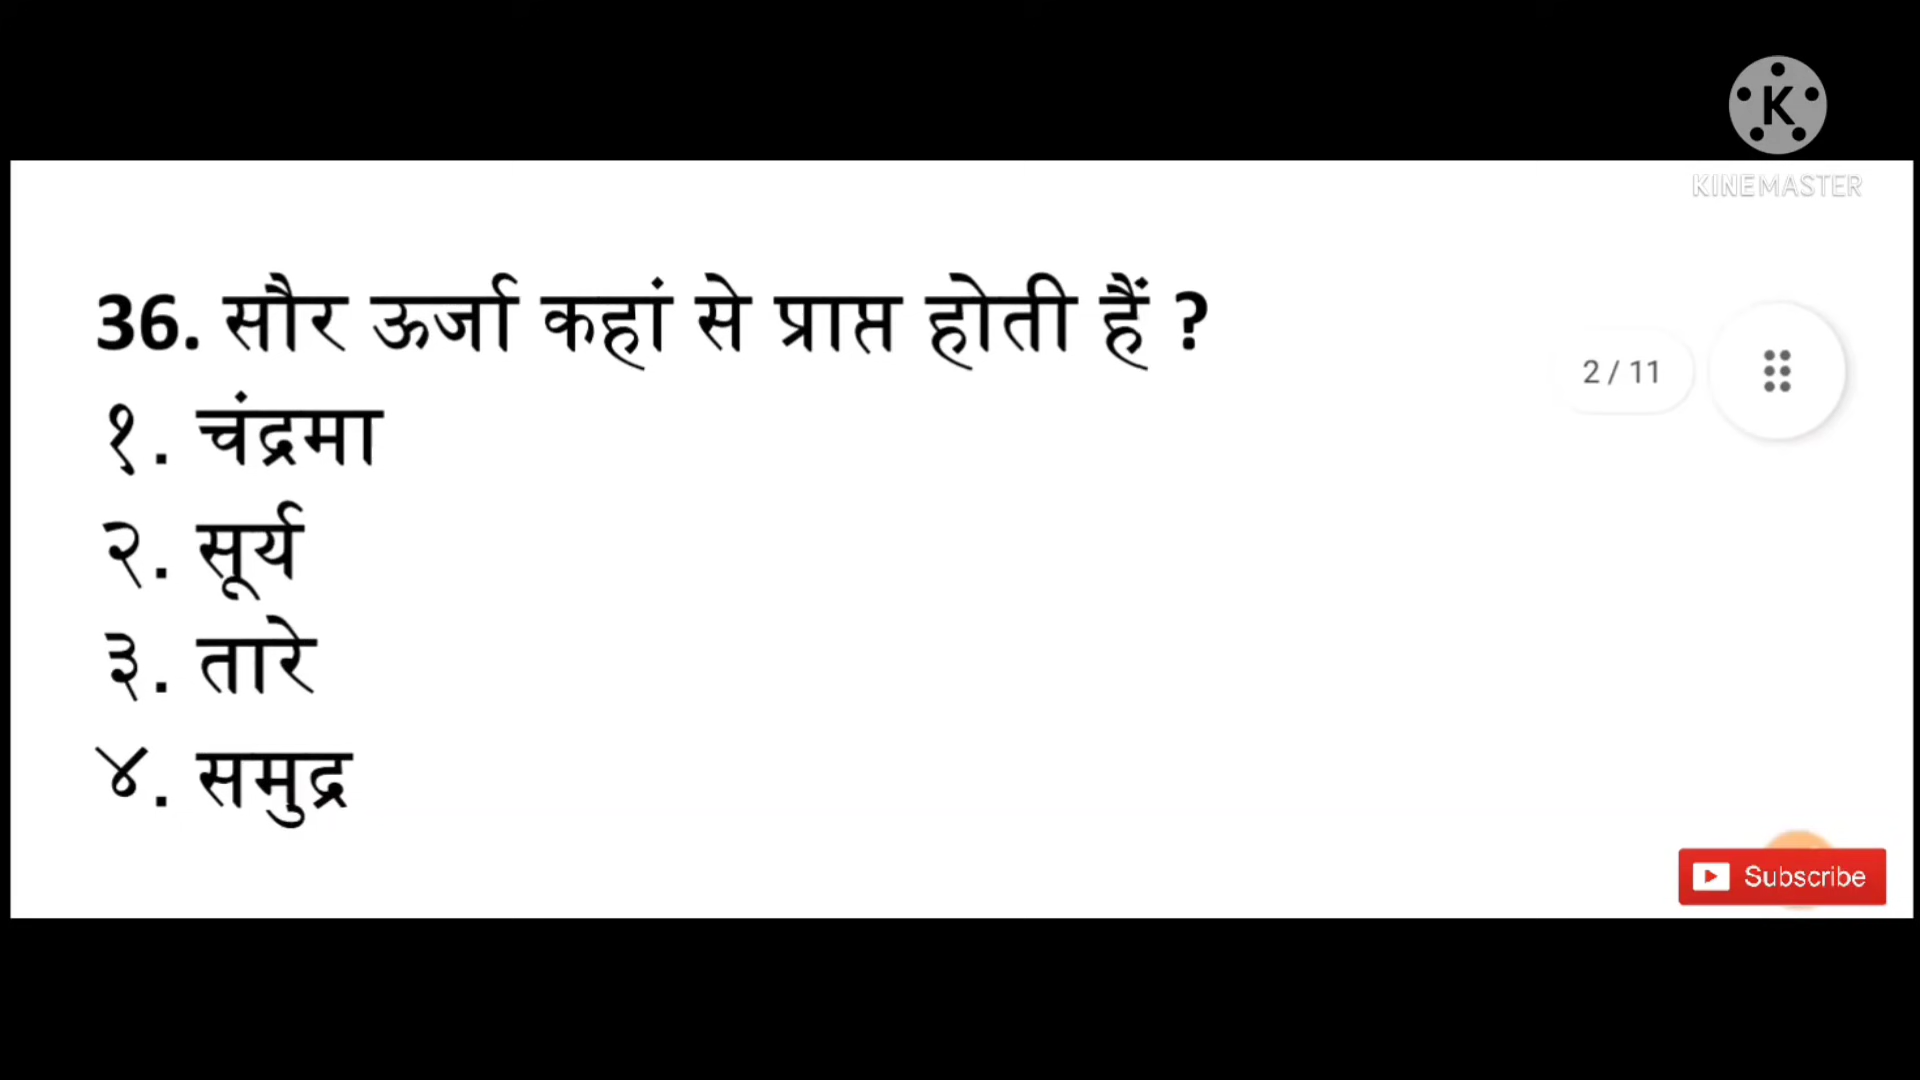 K
KINEMASTER
36. सौर ऊर्जा कहां से प्राप्त होती हैं ?
2 / 11
१. चंद्रमा
२. सूर्य
३. तारे
४. समुद्र
Subscribe